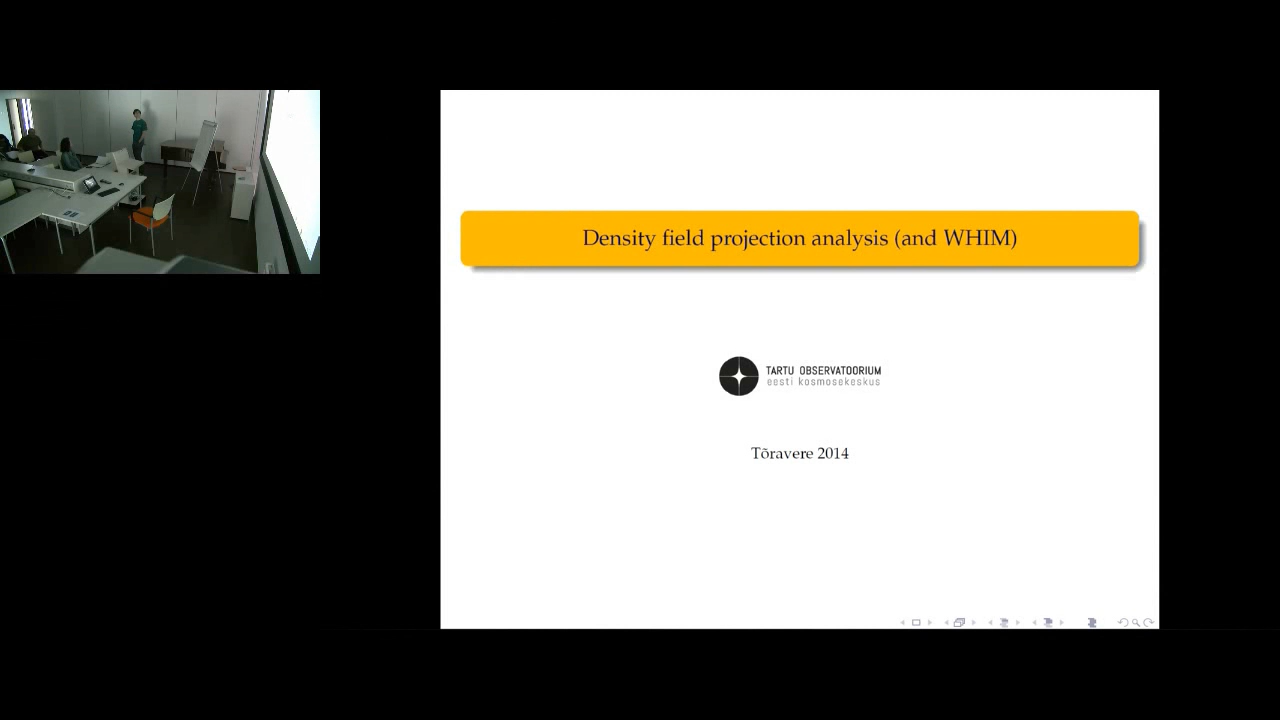 Density field projection analysis (and WHIM)
TARTU OBSERVATOORIUM
eesti kosmosekeskus
Tõravere 2014